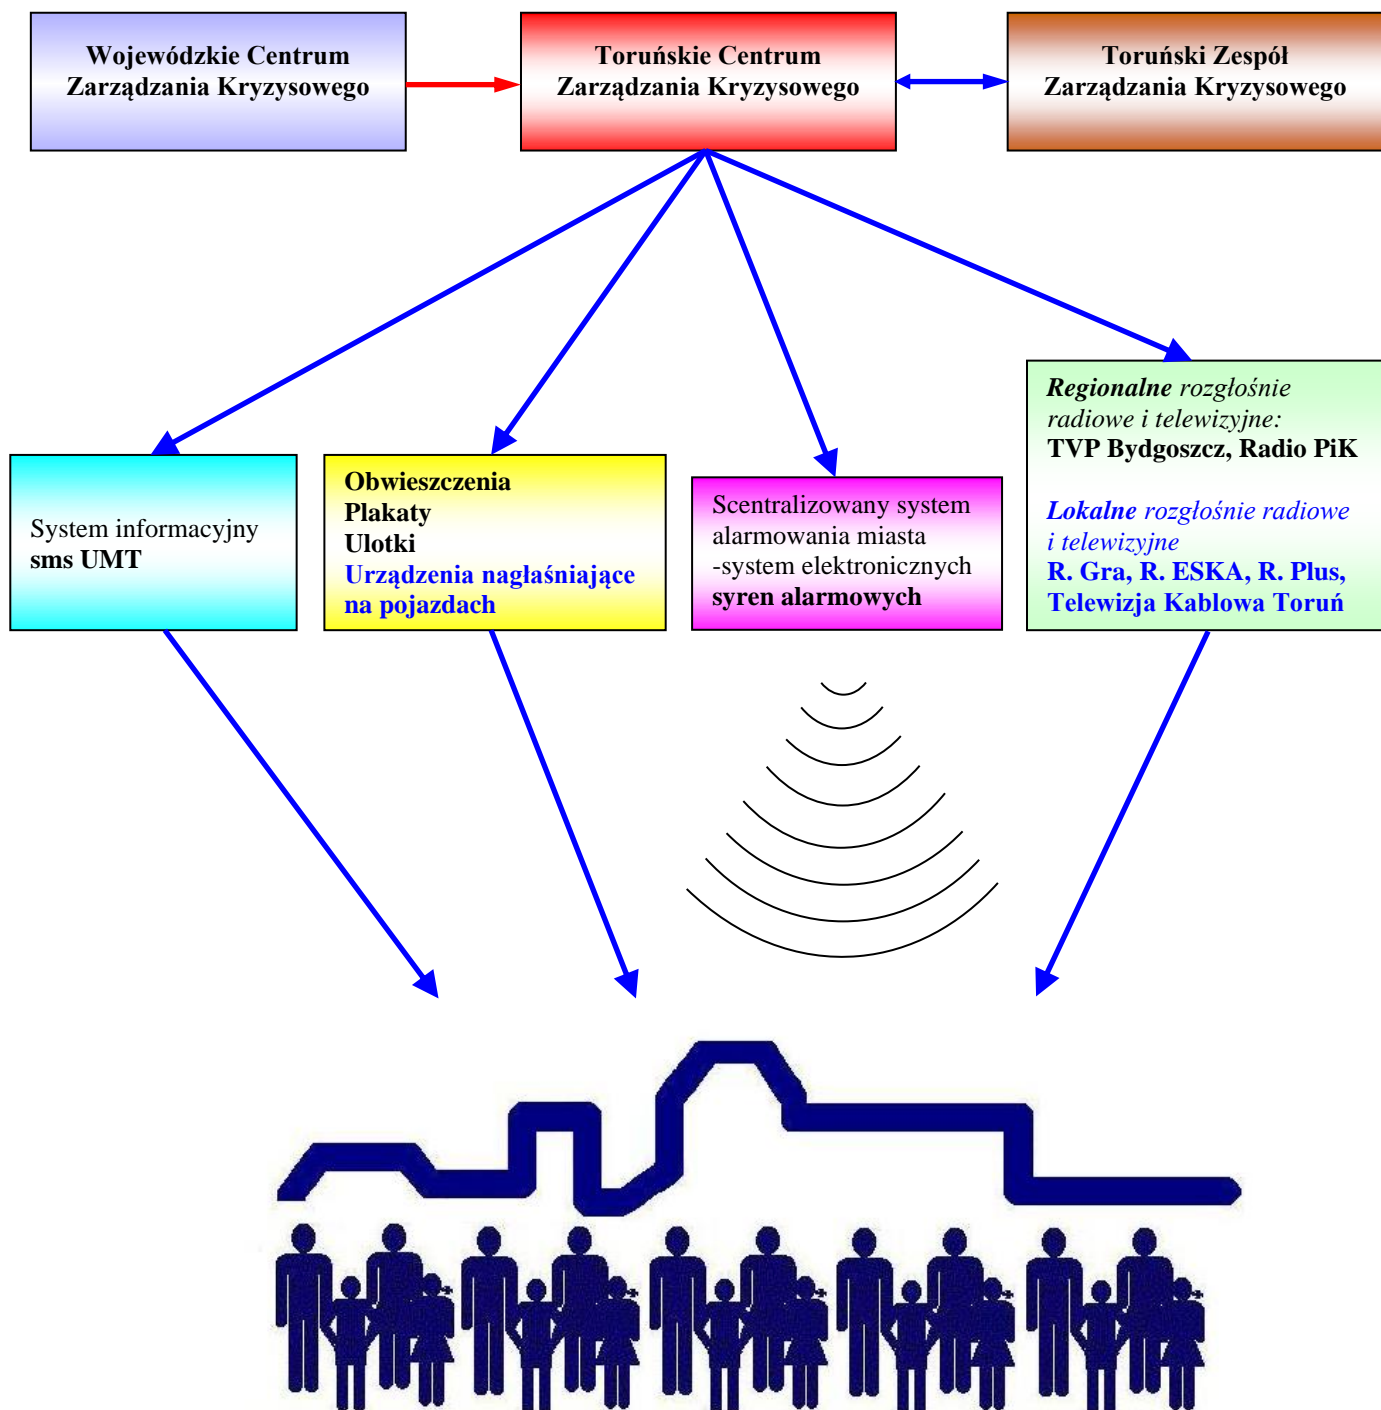 Wojewódzkie Centrum
Zarządzania Kryzysowego
Toruńskie Centrum
Zarządzania Kryzysowego
Toruński Zespół
Zarządzania Kryzysowego
System informacyjny
sms UMT
Obwieszczenia
Plakaty
Ulotki
Urządzenia nagłaśniające
na pojazdach
Scentralizowany system
alarmowania miasta
-system elektronicznych
syren alarmowych
Regionalne rozgłośnie
radiowe i telewizyjne:
TVP Bydgoszcz, Radio PiK
Lokalne rozgłośnie radiowe
i telewizyjne
R. Gra, R. ESKA, R. Plus,
Telewizja Kablowa Toruń